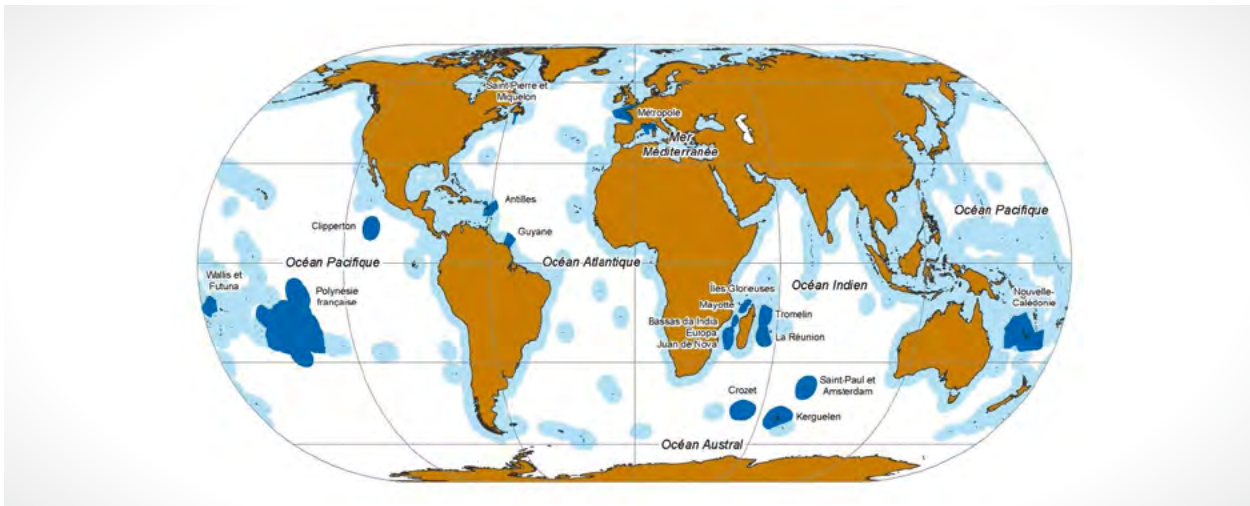 Saint-Pierre et
Miquelon
Métropole
Mer
Méditerranée
Antilles
Océan Pacifique
Clipperton
Guyane
Océan Pacifique
Océan Atlantique
Wallis et
Futuna
Polynésie
française
Océan Indien
Iles Glorieuses
Mayotte
Bassas da India
Europa
Juan de Nova
Tromelin
La Réunion
Nouvelle-
Calédonie
Crozet
Saint-Paul et
Amsterdam
Kerguelen
Océan Austral